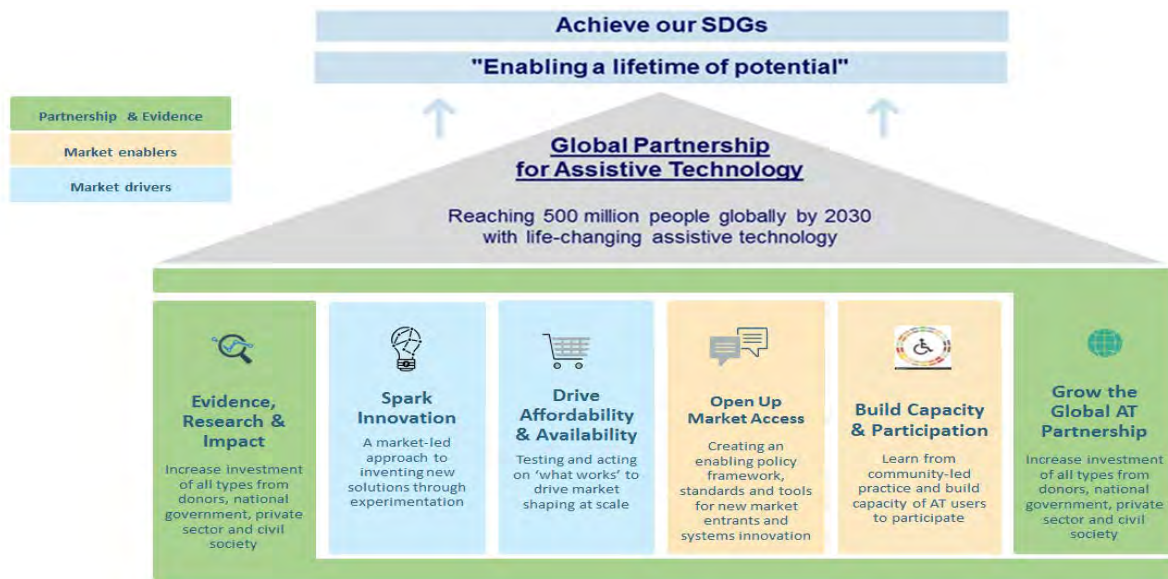 Achieve our SDGs
"Enabling a lifetime of potential"
Partnership & Evidence
Market enablers
Market drivers
Global Partnership
for Assistive Technology
Reaching 500 million people globally by 2030
with life-changing assistive technology
Evidence,
Research &
Impact
Increase investment
of all types from
donors, national
government, private
sector and civil
society
Spark
Innovation
A market-led
approach to
inventing new
solutions through
experimentation
Drive
Affordability
& Availability
Testing and acting
on 'what works' to
drive market
shaping at scale
Open Up
Market Access
Creating an
enabling policy
framework,
standards and tools
for new market
entrants and
systems innovation
Build Capacity
& Participation
Learn from
community-led
practice and build
capacity of AT users
to participate
Grow the
Global AT
Partnership
Increase investment
of all types from
donors, national
government, private
sector and civil
society